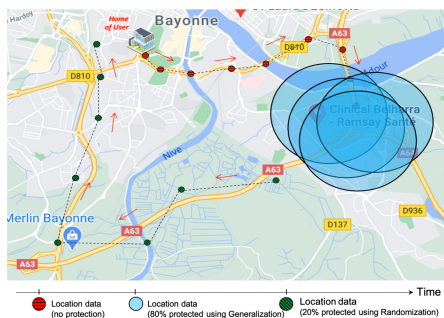 Home
of User
Bayonne
D810
A63
D810
Adour
Clinical Belharra
- Ramsay Santé
Nive
A63
Merlin Bayonne
A63
A63
D936
D137
Time
Location data
(no protection)
Location data
(80% protected using Generalization)
Location data
(20% protected using Randomization)